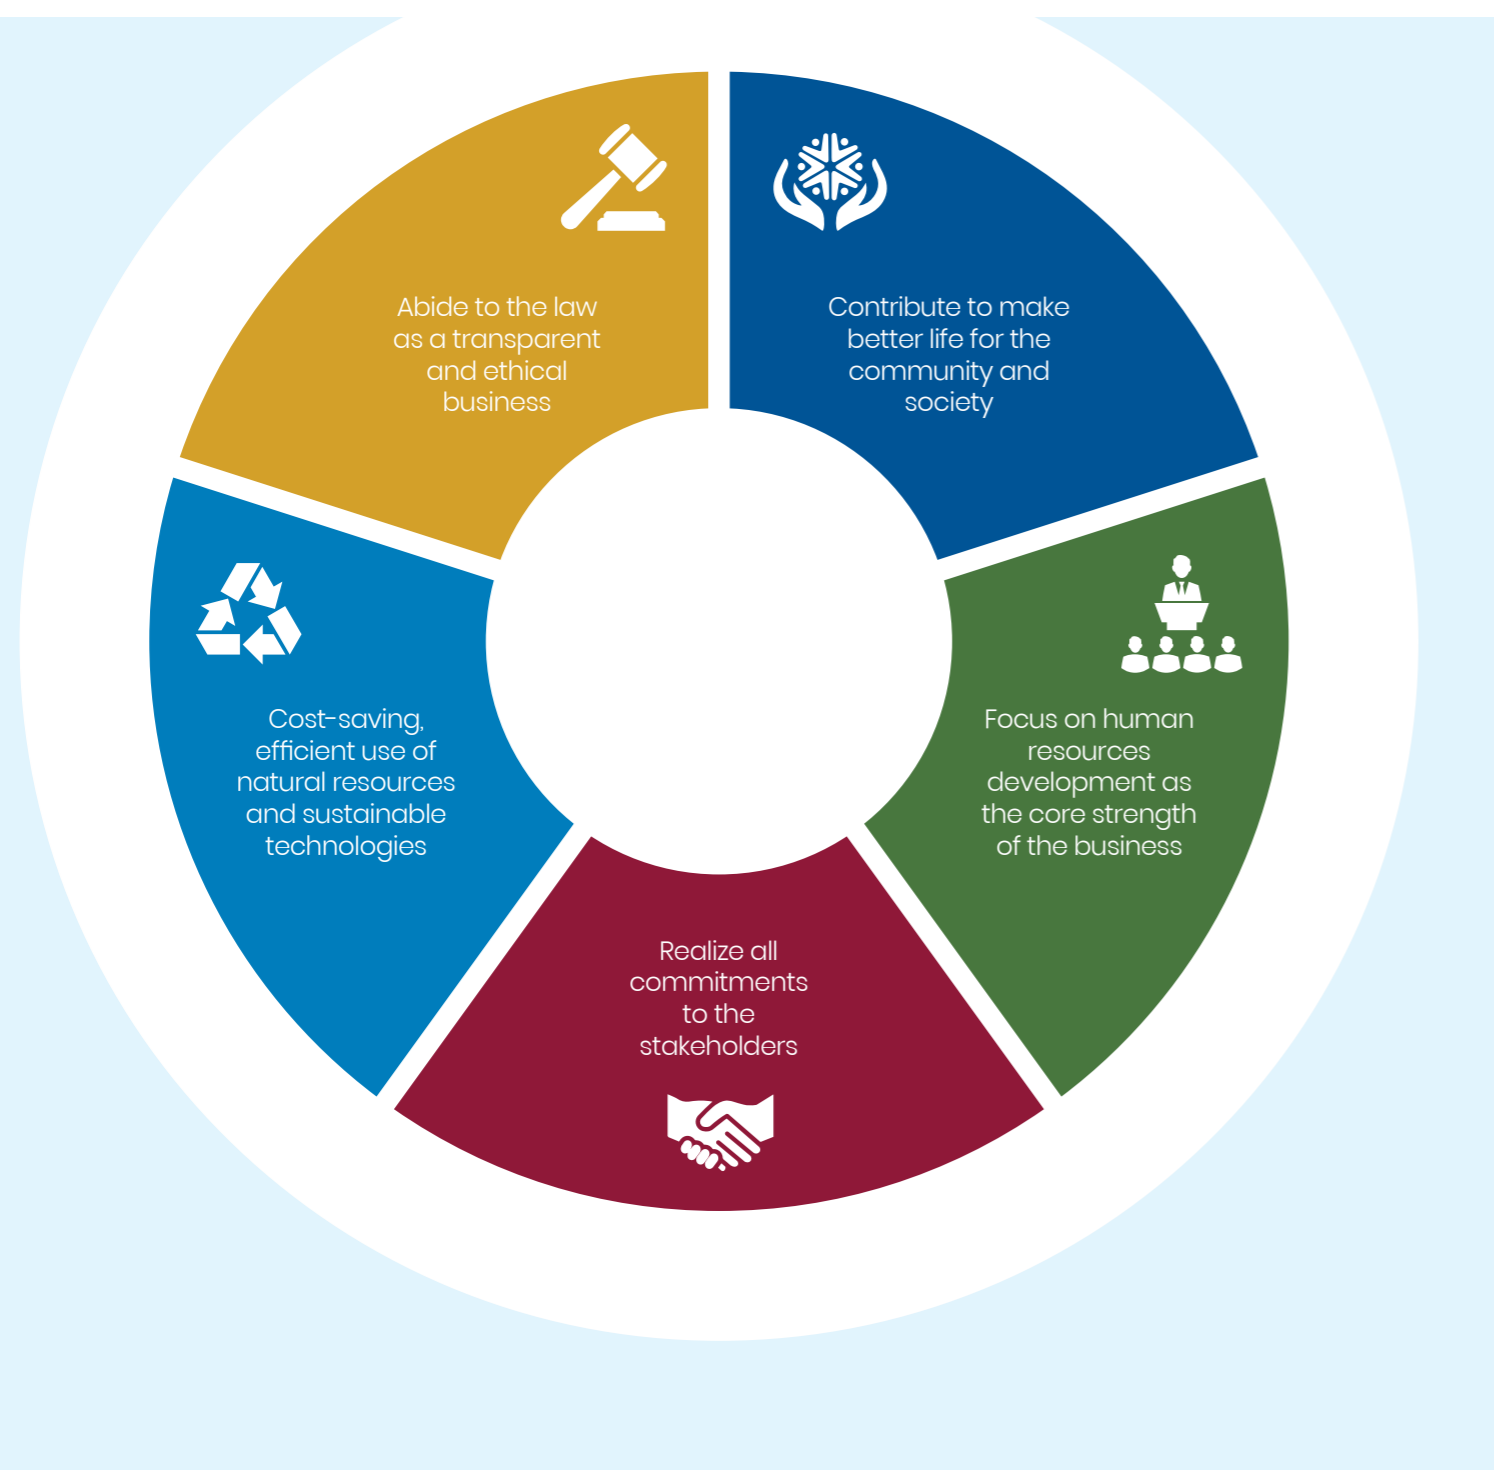 Abide to the law
as a transparent
and ethical
business
Contribute to make
better life for the
community and
society
Cost-saving,
efficient use of
natural resources
and sustainable
technologies
Focus on human
resources
development as
the core strength
of the business
Realize all
commitments
to the
stakeholders